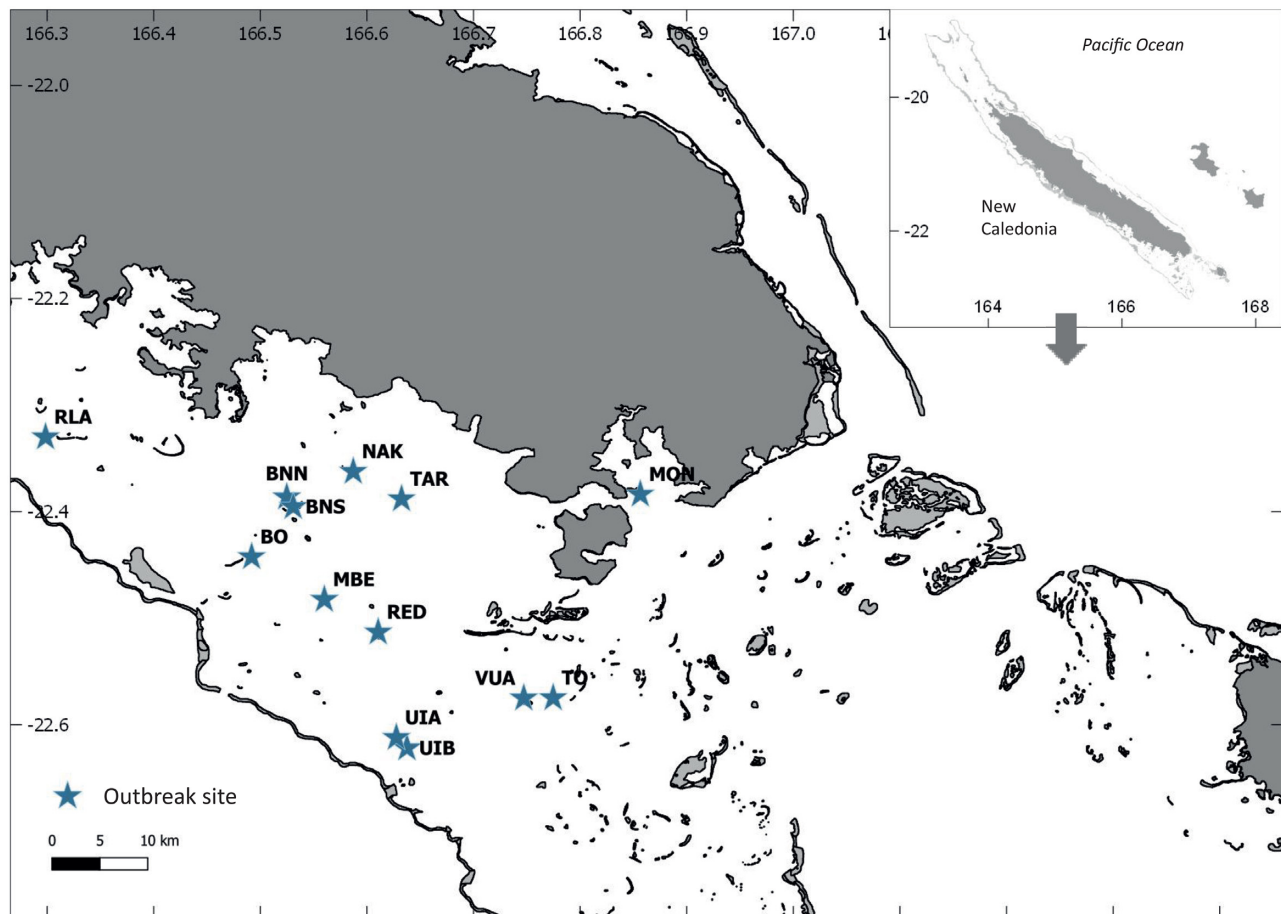 166.3 166.4 166.5 166.6 166.7 166.8 166.9 167.0
-22.0
-22.2
-22.4
-22.6
Pacific Ocean
-20
-22
New
Caledonia
164 166 168
RLA
NAK
BNN
TAR
MON
BNS
BO
MBE
RED
VUA TO
UIA
UIB
Outbreak site
0 5 10 km